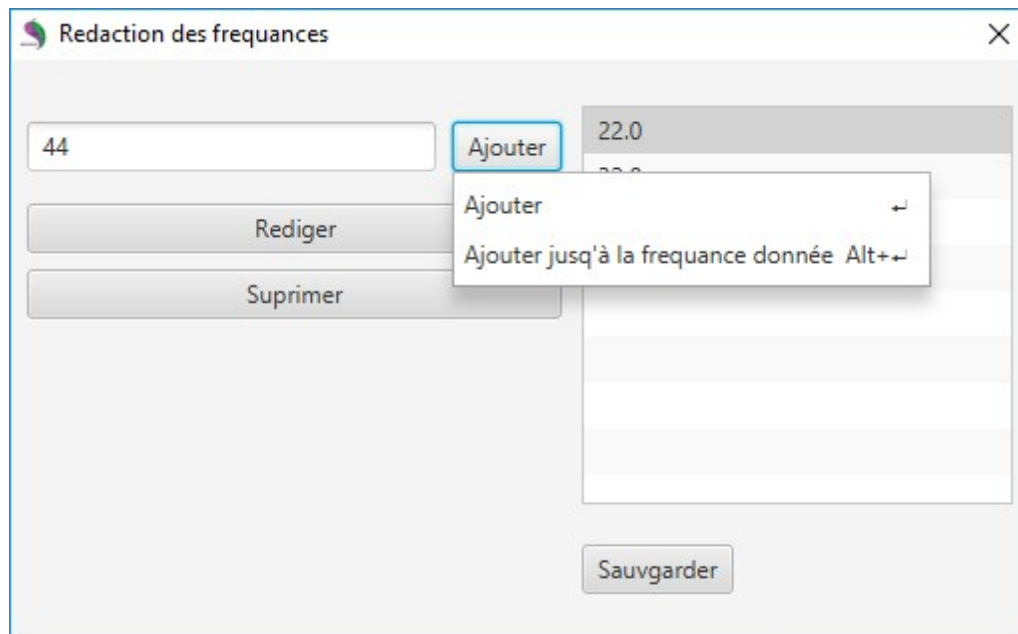 Redaction des frequances
44
Ajouter
22.0
Ajouter ↵
Ajouter jusq'à la frequance donnée Alt+↵
Rediger
Suprimer
Sauvgarder